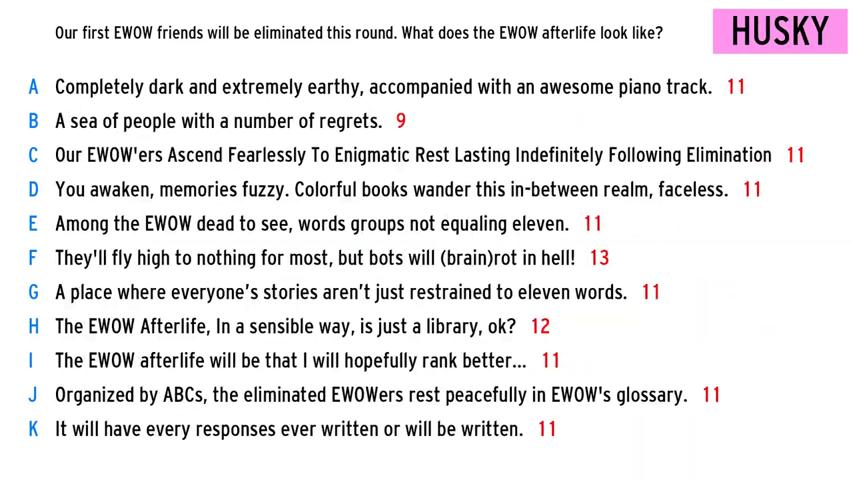 Our first EWOW friends will be eliminated this round. What does the EWOW afterlife look like?
HUSKY
A Completely dark and extremely earthy, accompanied with an awesome piano track. 11
B A sea of people with a number of regrets. 9
C Our EWOW'ers Ascend Fearlessly To Enigmatic Rest Lasting Indefinitely Following Elimination 11
D You awaken, memories fuzzy. Colorful books wander this in-between realm, faceless. 11
E Among the EWOW dead to see, words groups not equaling eleven. 11
F They'll fly high to nothing for most, but bots will (brain)rot in hell! 13
G A place where everyone’s stories aren’t just restrained to eleven words. 11
H The EWOW Afterlife, In a sensible way, is just a library, ok? 12
I The EWOW afterlife will be that I will hopefully rank better... 11
J Organized by ABCs, the eliminated EWOWers rest peacefully in EWOW's glossary. 11
K It will have every responses ever written or will be written. 11